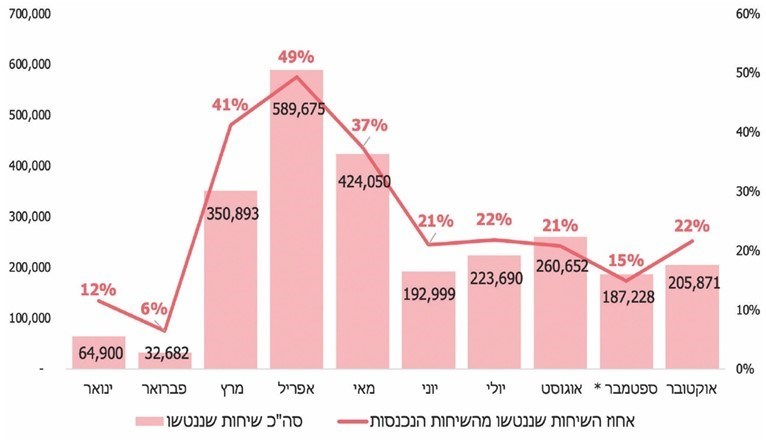 700,000
600,000
500,000
400,000
300,000
200,000
100,000
-
60%
50%
40%
30%
20%
10%
0%
12%
6%
41%
49%
37%
21%
22%
21%
15%
22%
64,900
32,682
350,893
589,675
424,050
192,999
223,690
260,652
187,228
205,871
ינואר
פברואר
מרץ
אפריל
מאי
יוני
יולי
אוגוסט
ספטמבר *
אוקטובר
סה"כ שיחות שננטשו
אחוז השיחות שננטשו מהשיחות הנכנסות